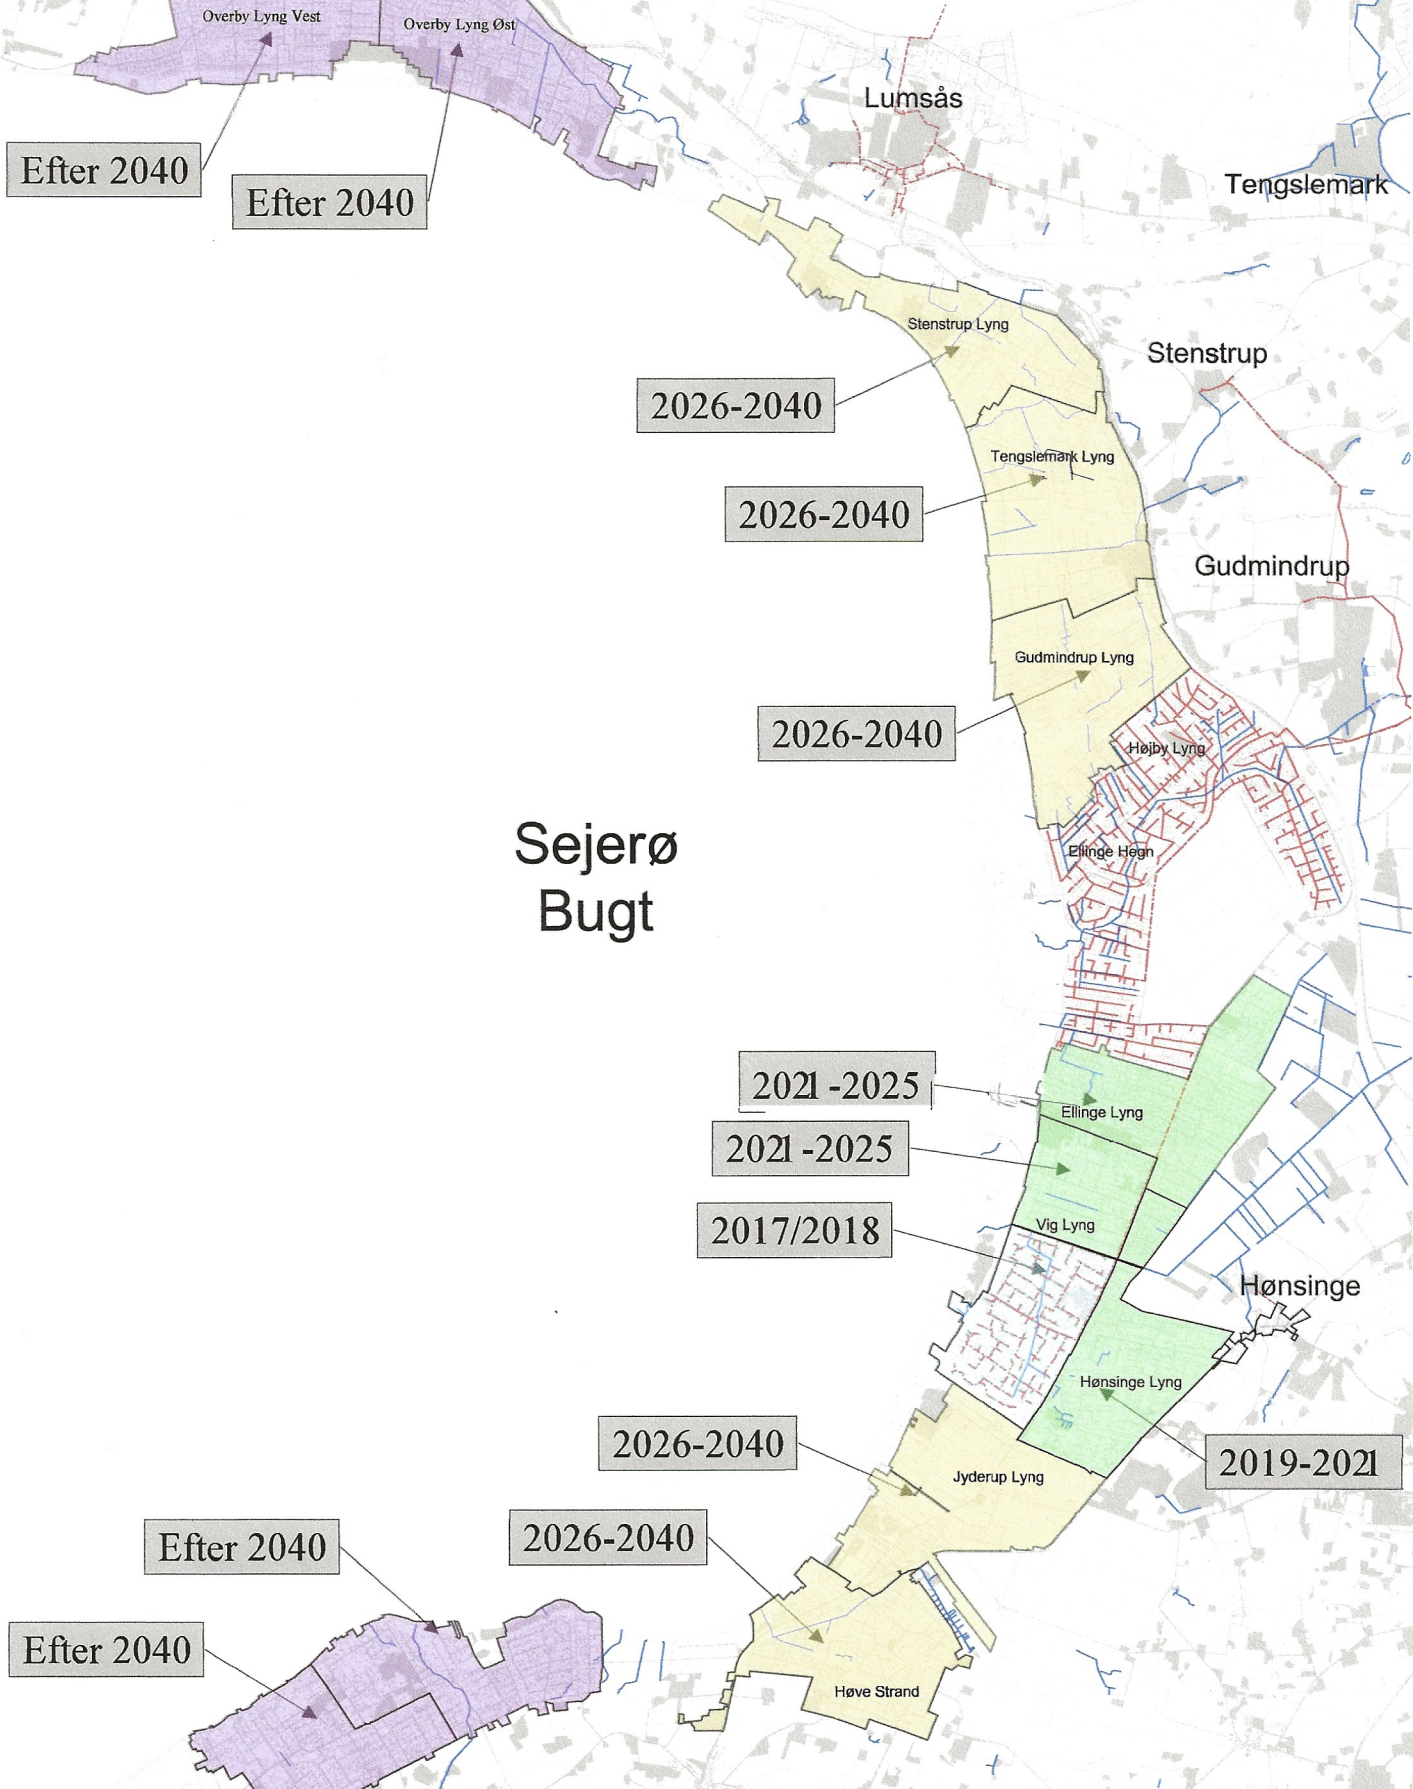 Overby Lyng Vest
Overby Lyng Øst
Lumsås
Efter 2040
Efter 2040
Tengslemark
Stenstrup Lyng
Stenstrup
2026-2040
Tengslemark Lyng
2026-2040
Gudmindrup
Gudmindrup Lyng
2026-2040
Højby Lyng
Sejerø
Bugt
Ellinge Hegn
2021-2025
Ellinge Lyng
2021-2025
Vig Lyng
2017/2018
Hønsinge
Hønsinge Lyng
2026-2040
2019-2021
Jyderup Lyng
2026-2040
Efter 2040
Efter 2040
Høve Strand